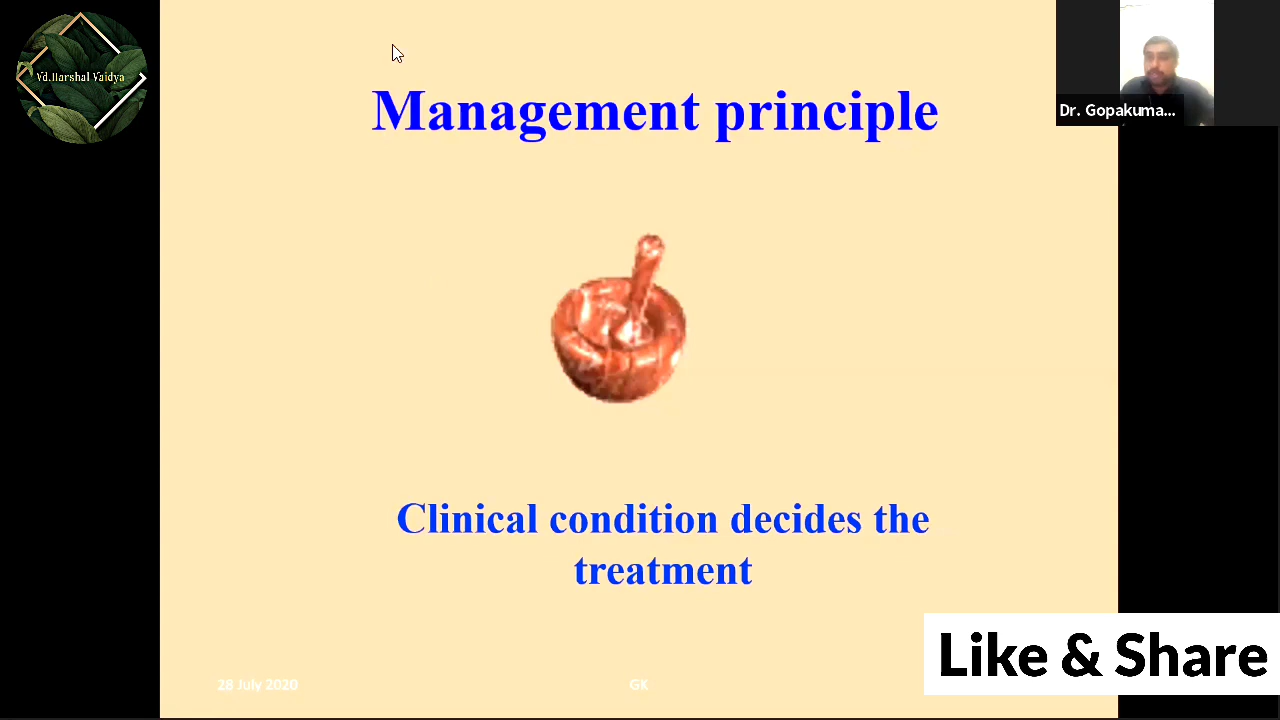 Vd.Harshal Vaidya
Management principle
Dr. Gopakuma...
Clinical condition decides the
treatment
Like & Share
28 July 2020
GK